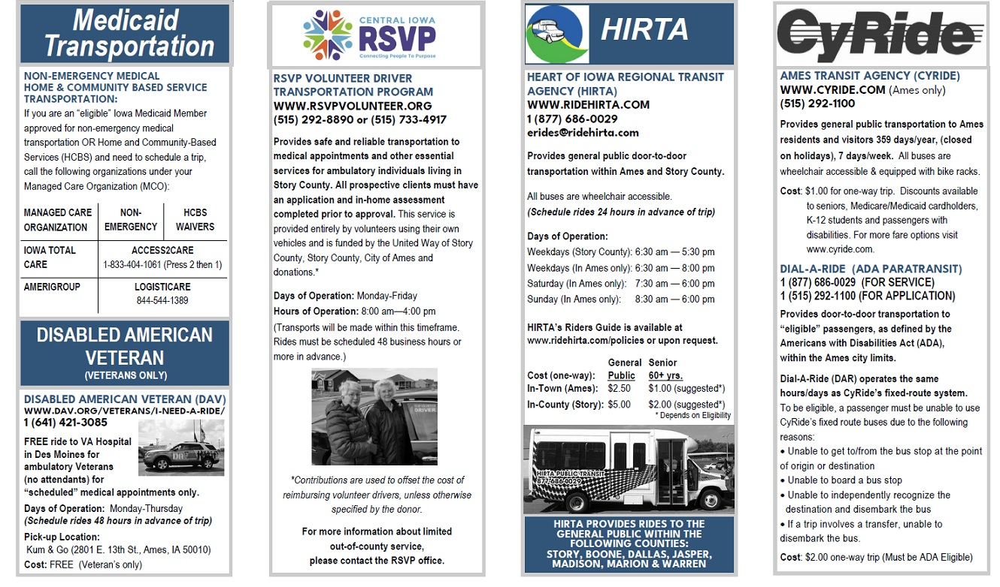 Medicaid
Transportation
NON-EMERGENCY MEDICAL
HOME & COMMUNITY BASED SERVICE
TRANSPORTATION:
If you are an “eligible” Iowa Medicaid Member
approved for non-emergency medical
transportation OR Home and Community-Based
Services (HCBS) and need to schedule a trip,
call the following organizations under your
Managed Care Organization (MCO):
MANAGED CARE ORGANIZATION NON-EMERGENCY HCBS WAIVERS
IOWA TOTAL CARE ACCESS2CARE
1-833-404-1061 (Press 2 then 1)
AMERIGROUP LOGISTICARE
844-544-1389
DISABLED AMERICAN
VETERAN
(VETERANS ONLY)
DISABLED AMERICAN VETERAN (DAV)
WWW.DAV.ORG/VETERANS/I-NEED-A-RIDE/
1 (641) 421-3085
FREE ride to VA Hospital
in Des Moines for
ambulatory Veterans
(no attendants) for
“scheduled” medical appointments only.
DAV
Days of Operation: Monday-Thursday
(Schedule rides 48 hours in advance of trip)
Pick-up Location:
Kum & Go (2801 E. 13th St., Ames, IA 50010)
Cost: FREE (Veteran’s only)
CENTRAL IOWA
RSVP
Connecting People To Purpose
RSVP VOLUNTEER DRIVER
TRANSPORTATION PROGRAM
WWW.RSVPVOLUNTEER.ORG
(515) 292-8890 or (515) 733-4917
Provides safe and reliable transportation to
medical appointments and other essential
services for ambulatory individuals living in
Story County. All prospective clients must have
an application and in-home assessment
completed prior to approval. This service is
provided entirely by volunteers using their own
vehicles and is funded by the United Way of Story
County, Story County, City of Ames and
donations.*
Days of Operation: Monday-Friday
Hours of Operation: 8:00 am—4:00 pm
(Transports will be made within this timeframe.
Rides must be scheduled 48 business hours or
more in advance.)
RSVP VOLUNTEER
DRIVER
*Contributions are used to offset the cost of
reimbursing volunteer drivers, unless otherwise
specified by the donor.
For more information about limited
out-of-county service,
please contact the RSVP office.
HIRTA
HEART OF IOWA REGIONAL TRANSIT
AGENCY (HIRTA)
WWW.RIDEHIRTA.COM
1 (877) 686-0029
erides@ridehirta.com
Provides general public door-to-door
transportation within Ames and Story County.
All buses are wheelchair accessible.
(Schedule rides 24 hours in advance of trip)
Days of Operation:
Weekdays (Story County): 6:30 am — 5:30 pm
Weekdays (In Ames only): 6:30 am — 8:00 pm
Saturday (In Ames only): 7:30 am — 6:00 pm
Sunday (In Ames only): 8:30 am — 6:00 pm
HIRTA’s Riders Guide is available at
www.ridehirta.com/policies or upon request.
General Senior
Cost (one-way): Public 60+ yrs.
In-Town (Ames): $2.50 $1.00 (suggested*)
In-County (Story): $5.00 $2.00 (suggested*)
* Depends on Eligibility
HIRTA PUBLIC TRANSIT
877-686-0029
HIRTA PROVIDES RIDES TO THE
GENERAL PUBLIC WITHIN THE
FOLLOWING COUNTIES:
STORY, BOONE, DALLAS, JASPER,
MADISON, MARION & WARREN
CyRide
AMES TRANSIT AGENCY (CYRIDE)
WWW.CYRIDE.COM (Ames only)
(515) 292-1100
Provides general public transportation to Ames
residents and visitors 359 days/year, (closed
on holidays), 7 days/week. All buses are
wheelchair accessible & equipped with bike racks.
Cost: $1.00 for one-way trip. Discounts available
to seniors, Medicare/Medicaid cardholders,
K-12 students and passengers with
disabilities. For more fare options visit
www.cyride.com.
DIAL-A-RIDE (ADA PARATRANSIT)
1 (877) 686-0029 (FOR SERVICE)
1 (515) 292-1100 (FOR APPLICATION)
Provides door-to-door transportation to
“eligible” passengers, as defined by the
Americans with Disabilities Act (ADA),
within the Ames city limits.
Dial-A-Ride (DAR) operates the same
hours/days as CyRide’s fixed-route system.
To be eligible, a passenger must be unable to use
CyRide’s fixed route buses due to the following
reasons:
• Unable to get to/from the bus stop at the point
of origin or destination
• Unable to board a bus stop
• Unable to independently recognize the
destination and disembark the bus
• If a trip involves a transfer, unable to
disembark the bus.
Cost: $2.00 one-way trip (Must be ADA Eligible)